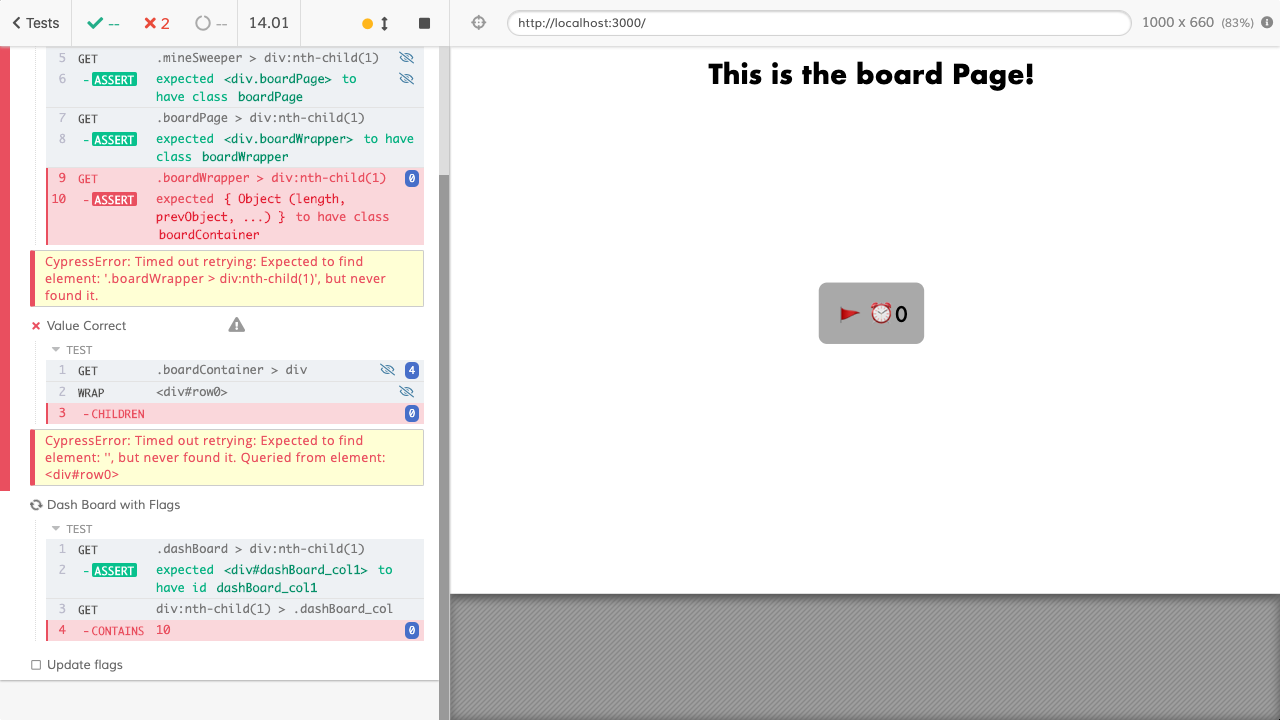 Tests -- 2 -- 14.01
http://localhost:3000/ 1000 x 660 (83%)
5 GET .mineSweeper > div:nth-child(1)
6 -ASSERT expected <div.boardPage> to
have class boardPage
7 GET .boardPage > div:nth-child(1)
8 -ASSERT expected <div.boardWrapper> to have
class boardWrapper
9 GET .boardWrapper > div:nth-child(1) 0
10 -ASSERT expected { Object (length,
prevObject, ...) } to have class
boardContainer
CypressError: Timed out retrying: Expected to find
element: '.boardWrapper > div:nth-child(1)', but never
found it.
Value Correct
TEST
1 GET .boardContainer > div 4
2 WRAP <div#row0>
3 -CHILDREN 0
CypressError: Timed out retrying: Expected to find
element: '', but never found it. Queried from element:
<div#row0>
Dash Board with Flags
TEST
1 GET .dashBoard > div:nth-child(1)
2 -ASSERT expected <div#dashBoard_col1> to
have id dashBoard_col1
3 GET div:nth-child(1) > .dashBoard_col
4 -CONTAINS 10 0
Update flags
This is the board Page!
0